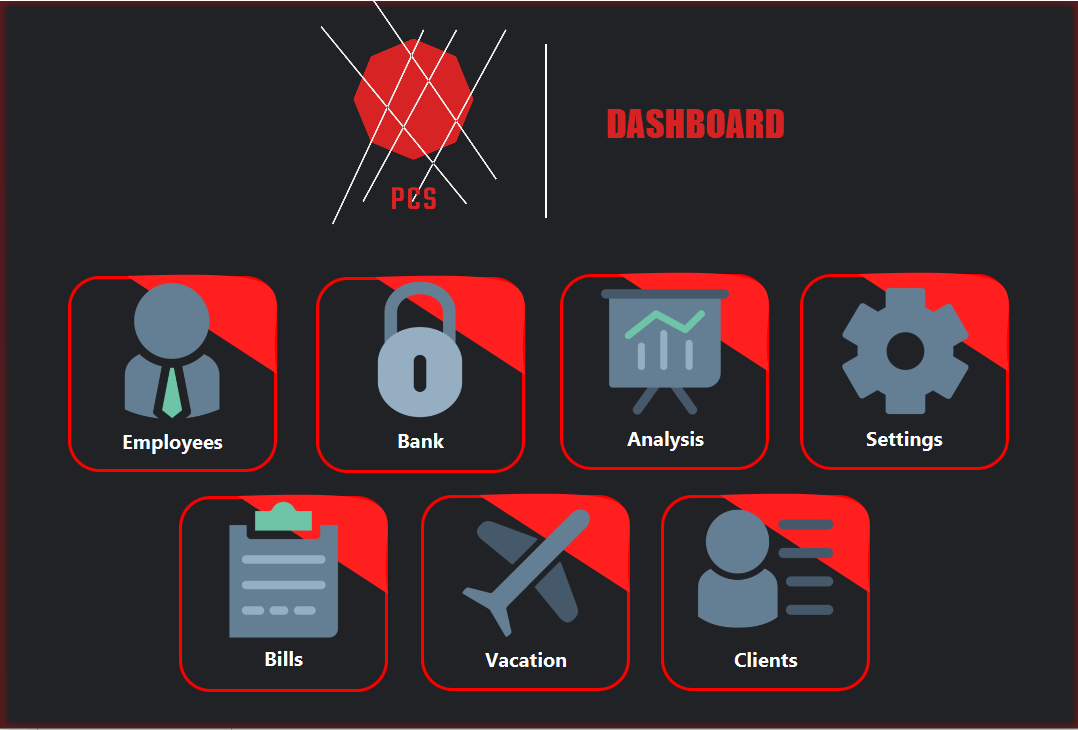 DASHBOARD
PCS
Employees
Bank
Analysis
Settings
Bills
Vacation
Clients